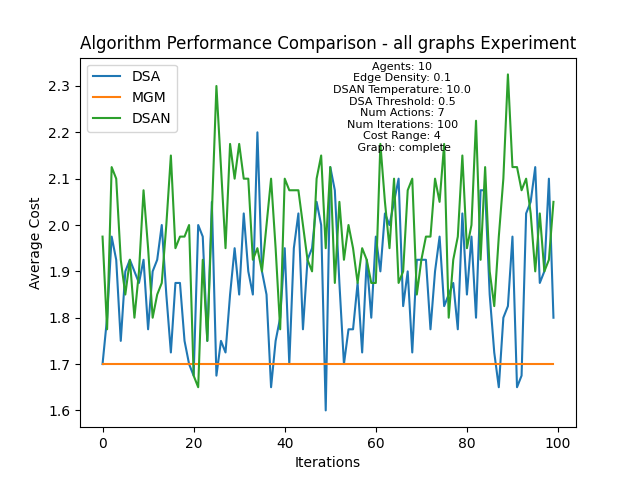 Algorithm Performance Comparison - all graphs Experiment
DSA
MGM
DSAN
Agents: 10
Edge Density: 0.1
DSAN Temperature: 10.0
DSA Threshold: 0.5
Num Actions: 7
Num Iterations: 100
Cost Range: 4
Graph: complete
Average Cost
2.3
2.2
2.1
2.0
1.9
1.8
1.7
1.6
0 20 40 60 80 100
Iterations